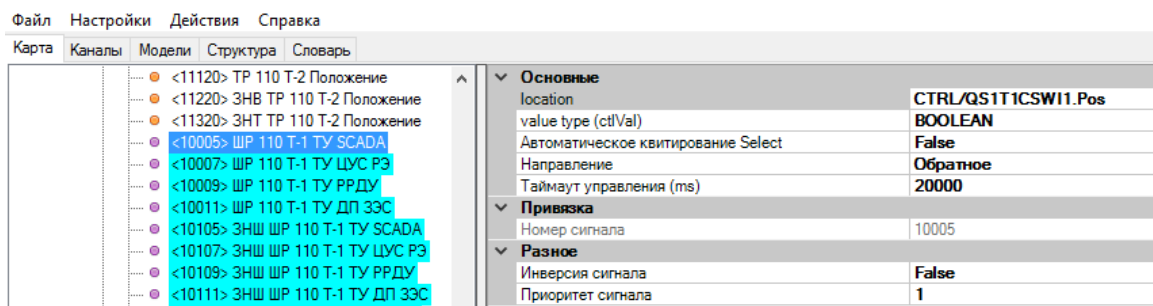 Файл Настройки Действия Справка
Карта Каналы Модели Структура Словарь
<11120> ТР 110 Т-2 Положение
<11220> ЗНВ ТР 110 Т-2 Положение
<11320> ЗНТ ТР 110 Т-2 Положение
<10005> ШР 110 Т-1 ТУ SCADA
<10007> ШР 110 Т-1 ТУ ЦУС РЭ
<10009> ШР 110 Т-1 ТУ РРДУ
<10011> ШР 110 Т-1 ТУ ДП ЗЭС
<10105> ЗНШ ШР 110 Т-1 ТУ SCADA
<10107> ЗНШ ШР 110 Т-1 ТУ ЦУС РЭ
<10109> ЗНШ ШР 110 Т-1 ТУ РРДУ
<10111> ЗНШ ШР 110 Т-1 ТУ ДП ЗЭС
Основные
location CTRL/QS1T1CSWI1.Pos
value type (ctlVal) BOOLEAN
Автоматическое квитирование Select False
Направление Обратное
Таймаут управления (ms) 20000
Привязка
Номер сигнала 10005
Разное
Инверсия сигнала False
Приоритет сигнала 1